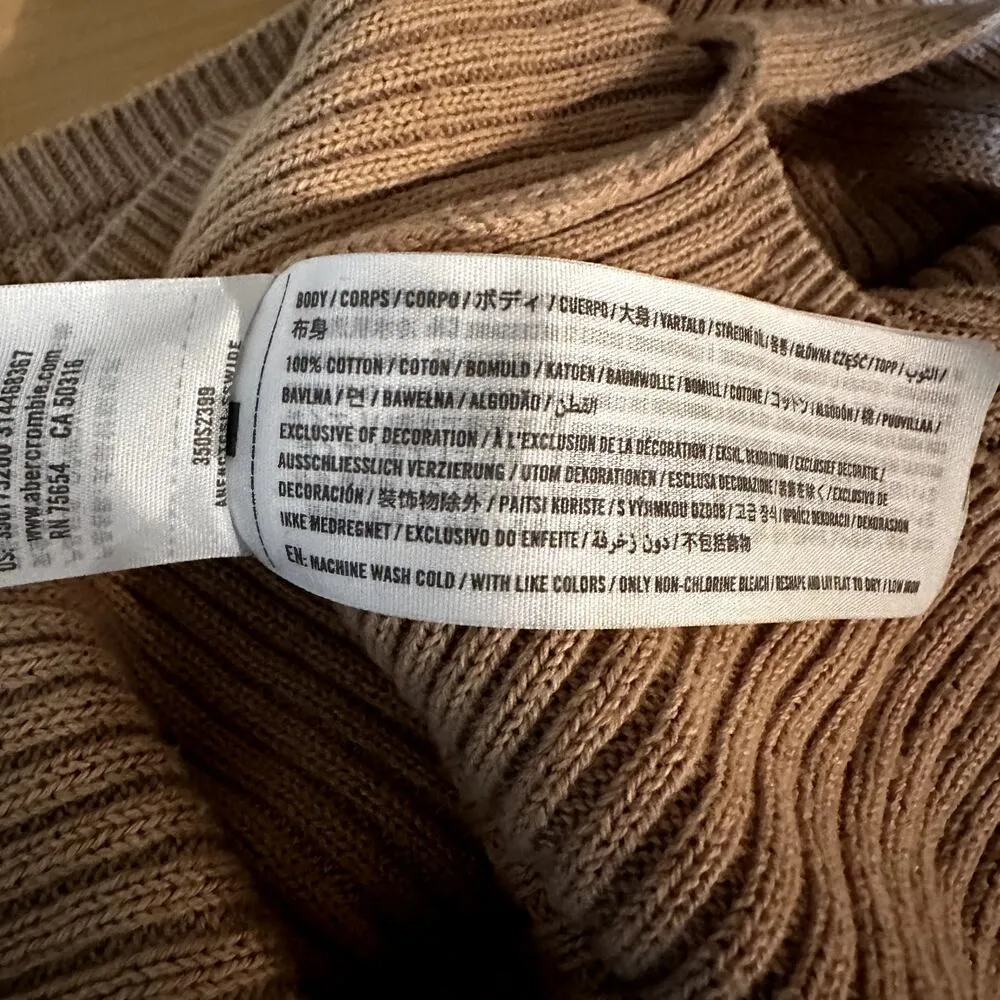 BODY / CORPS / CORPO / ボディ / CUERPO / 大身 / VARTALO / STŘEDNÍ DÍL / 몸통 / GŁÓWNA CZĘŚĆ / TOPP / الثوب /
布身
100% COTTON / COTON / BOMULD / KATOEN / BAUMWOLLE / BOMULL / COTONE / コットン / ALGODÓN / 棉 / PUUVILLAA /
BAVLNA / 면 / BAWEŁNA / ALGODÃO / القطن
EXCLUSIVE OF DECORATION / À L'EXCLUSION DE LA DÉCORATION / EKSKL. DEKORATION / EXCLUSIEF DECORATIE /
AUSSCHLIESSLICH VERZIERUNG / UTOM DEKORATIONEN / ESCLUSA DECORAZIONE / 装飾を除く / EXCLUSIVO DE
DECORACIÓN / 裝飾物除外 / PAITSI KORISTE / S VÝJIMKOU OZDOB / 고급 장식 / OPRÓCZ DEKORACJI / DEKORASJON
IKKE MEDREGNET / EXCLUSIVO DO ENFEITE / دون زخرفة / 不包括飾物
EN: MACHINE WASH COLD / WITH LIKE COLORS / ONLY NON-CHLORINE BLEACH / RESHAPE AND LAY FLAT TO DRY / LOW IRON
www.abercrombie.com
RN 7654 CA 50316
350S2399